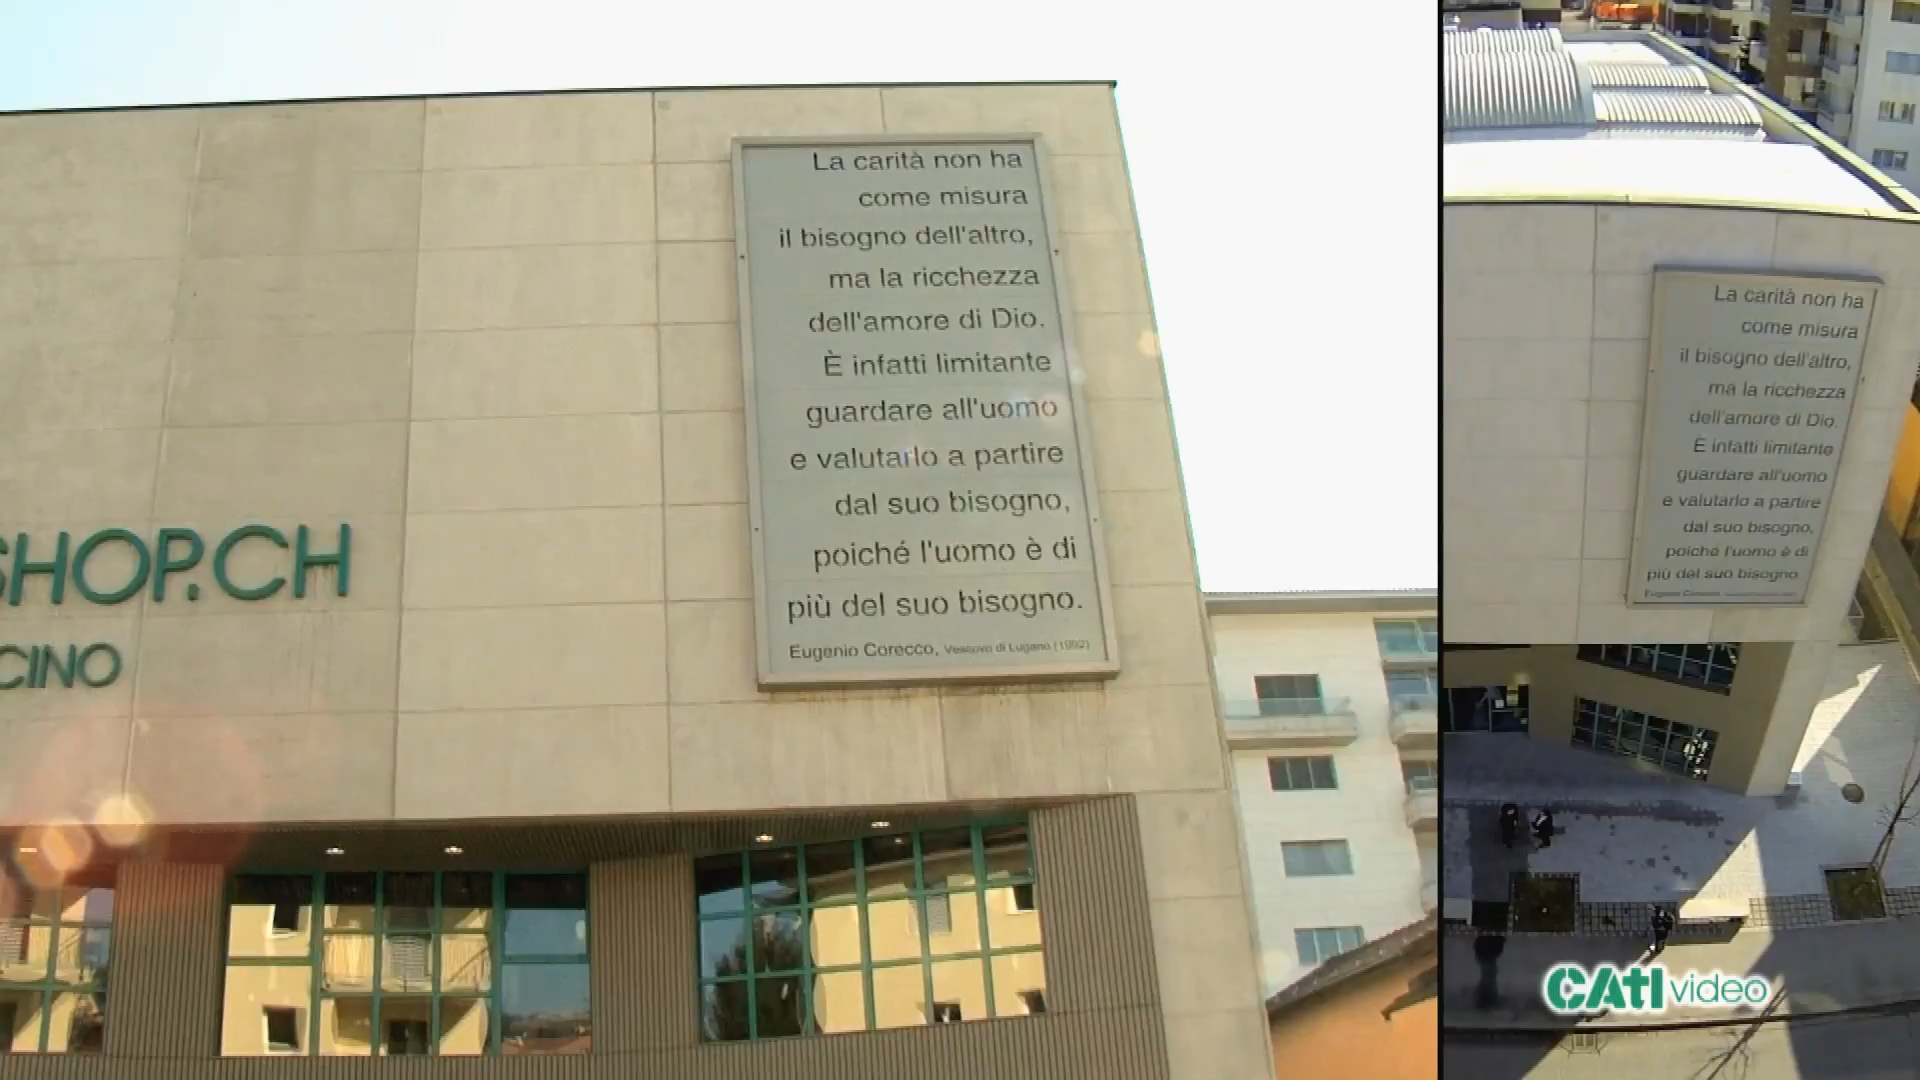 La carità non ha
come misura
il bisogno dell'altro,
ma la ricchezza
dell'amore di Dio.
È infatti limitante
guardare all'uomo
e valutarlo a partire
dal suo bisogno,
poiché l'uomo è di
più del suo bisogno.
Eugenio Corecco, Vescovo di Lugano (1992)
SHOP.CH
CINO
La carità non ha
come misura
il bisogno dell'altro,
ma la ricchezza
dell'amore di Dio.
È infatti limitante
guardare all'uomo
e valutarlo a partire
dal suo bisogno,
poiché l'uomo è di
più del suo bisogno.
Eugenio Corecco,
CATI video